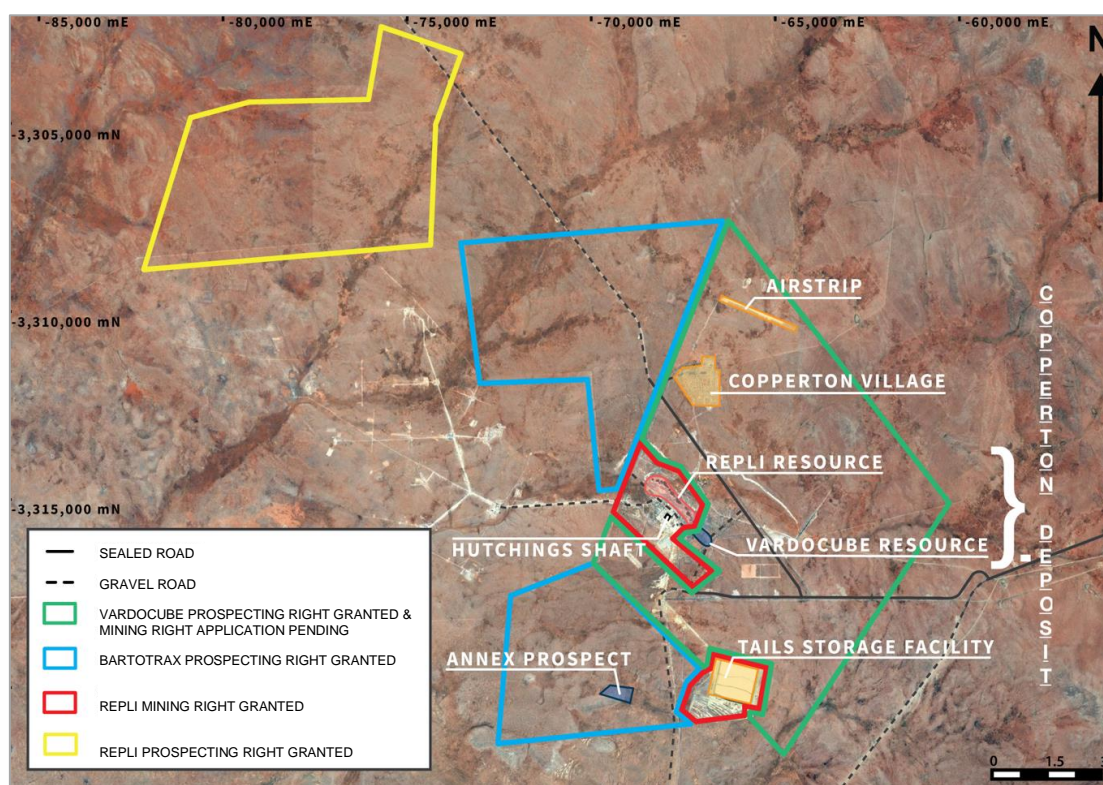 -85,000 mE
-80,000 mE
-75,000 mE
-70,000 mE
-65,000 mE
-60,000 mE
N
-3,305,000 mN
-3,310,000 mN
-3,315,000 mN
AIRSTRIP
COPPERTON VILLAGE
REPLI RESOURCE
HUTCHINGS SHAFT
VARDOCUBE RESOURCE
ANNEX PROSPECT
TAILS STORAGE FACILITY
COPPERTON DEPOSIT
SEALED ROAD
GRAVEL ROAD
VARDOCUBE PROSPECTING RIGHT GRANTED &
MINING RIGHT APPLICATION PENDING
BARTOTRAX PROSPECTING RIGHT GRANTED
REPLI MINING RIGHT GRANTED
REPLI PROSPECTING RIGHT GRANTED
0 1.5 3